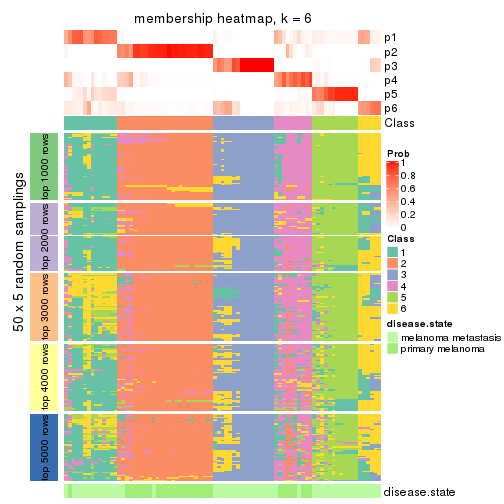 membership heatmap, k = 6
p1
p2
p3
p4
p5
p6
Class
50 x 5 random samplings
top 1000 rows
top 2000 rows
top 3000 rows
top 4000 rows
top 5000 rows
Prob
1
0.8
0.6
0.4
0.2
0
Class
1
2
3
4
5
6
disease.state
melanoma metastasis
primary melanoma
disease.state